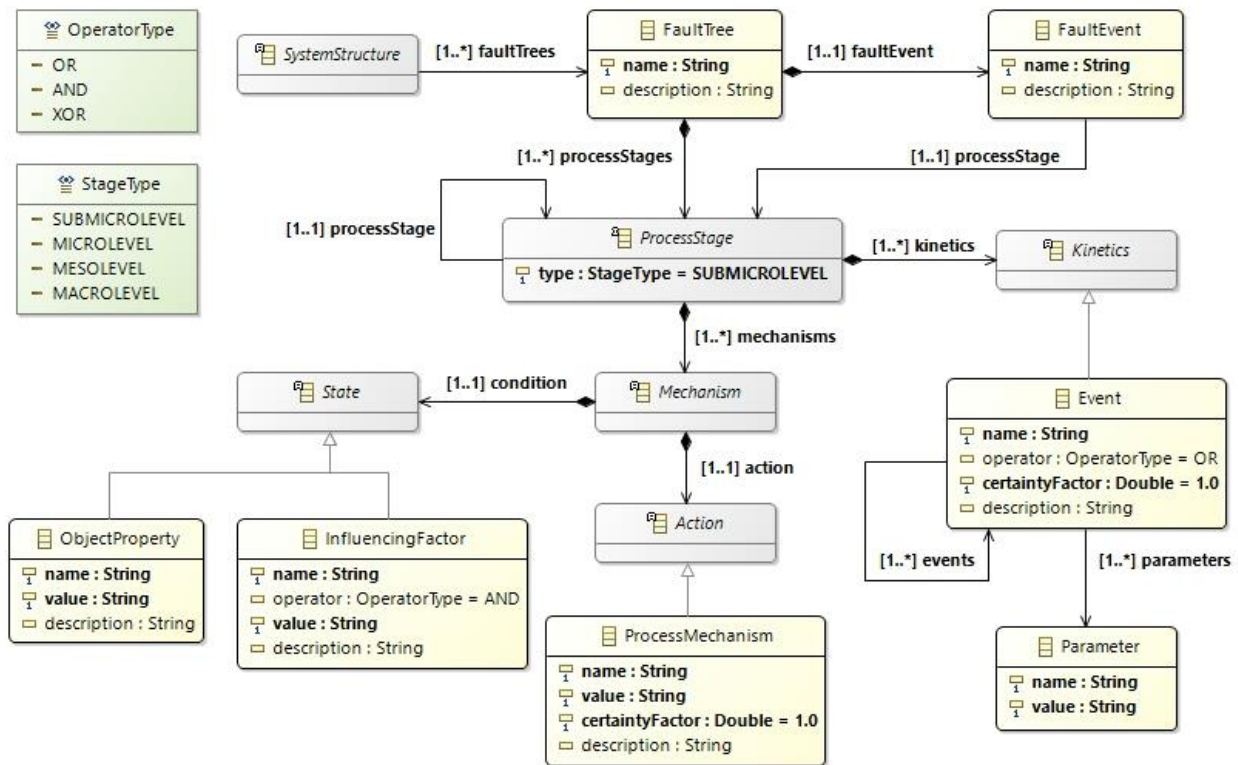 OperatorType
OR
AND
XOR
StageType
SUBMICROLEVEL
MICROLEVEL
MESOLEVEL
MACROLEVEL
SystemStructure
[1..*] faultTrees
FaultTree
name : String
description : String
[1..1] faultEvent
FaultEvent
name : String
description : String
[1..*] processStages
[1..1] processStage
[1..1] processStage
ProcessStage
type : StageType = SUBMICROLEVEL
[1..*] kinetics
Kinetics
[1..*] mechanisms
State
[1..1] condition
Mechanism
[1..1] action
Action
Event
name : String
operator : OperatorType = OR
certaintyFactor : Double = 1.0
description : String
[1..*] events
[1..*] parameters
ObjectProperty
name : String
value : String
description : String
InfluencingFactor
name : String
operator : OperatorType = AND
value : String
description : String
ProcessMechanism
name : String
value : String
certaintyFactor : Double = 1.0
description : String
Parameter
name : String
value : String